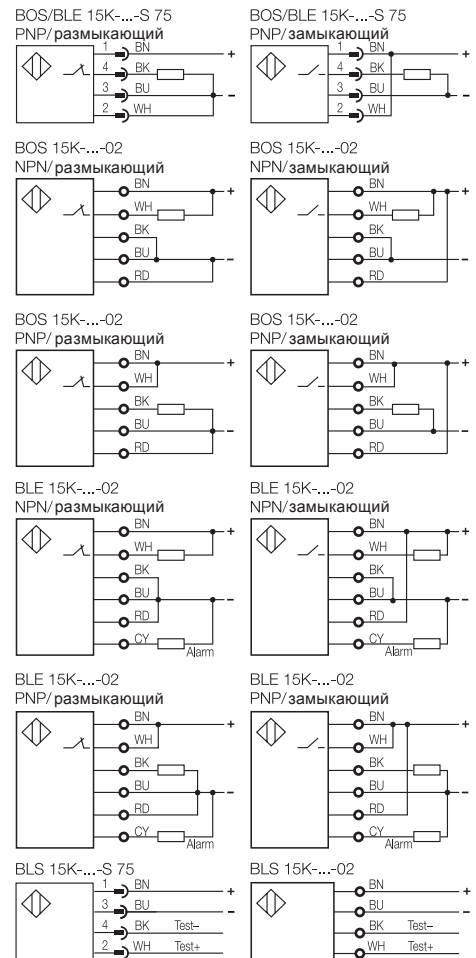 BOS/BLE 15K-...-S 75
PNP/размыкающий
1 BN +
4 BK
3 BU -
2 WH
BOS/BLE 15K-...-S 75
PNP/замыкающий
1 BN +
4 BK
3 BU -
2 WH
BOS 15K-...-02
NPN/размыкающий
BN +
WH
BK
BU -
RD
BOS 15K-...-02
NPN/замыкающий
BN +
WH
BK
BU -
RD
BOS 15K-...-02
PNP/размыкающий
BN +
WH
BK
BU -
RD
BOS 15K-...-02
PNP/замыкающий
BN +
WH
BK
BU -
RD
BLE 15K-...-02
NPN/размыкающий
BN +
WH
BK
BU -
RD
CY Alarm
BLE 15K-...-02
NPN/замыкающий
BN +
WH
BK
BU -
RD
CY Alarm
BLE 15K-...-02
PNP/размыкающий
BN +
WH
BK
BU -
RD
CY Alarm
BLE 15K-...-02
PNP/замыкающий
BN +
WH
BK
BU -
RD
CY Alarm
BLS 15K-...-S 75
1 BN +
3 BU -
4 BK Test–
2 WH Test+
BLS 15K-...-02
BN +
BU -
BK Test–
WH Test+